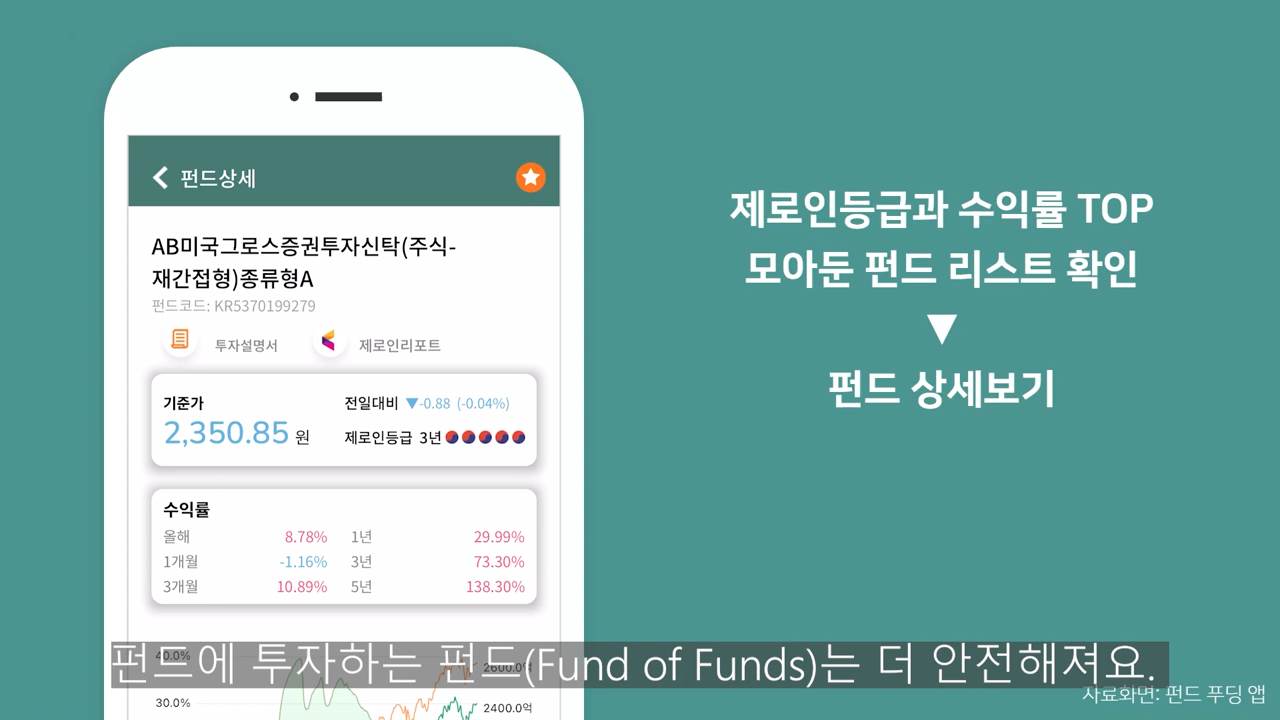 펀드상세
AB미국그로스증권투자신탁(주식-
재간접형)종류형A
펀드코드: KR5370199279
투자설명서 제로인리포트
기준가 전일대비 ▼-0.88 (-0.04%)
2,350.85 원 제로인등급 3년
수익률
올해 8.78% 1년 29.99%
1개월 -1.16% 3년 73.30%
3개월 10.89% 5년 138.30%
40.0% 2600.0억
30.0% 2400.0억
제로인등급과 수익률 TOP
모아둔 펀드 리스트 확인
▼
펀드 상세보기
펀드에 투자하는 펀드(Fund of Funds)는 더 안전해져요.
자료화면: 펀드 푸딩 앱